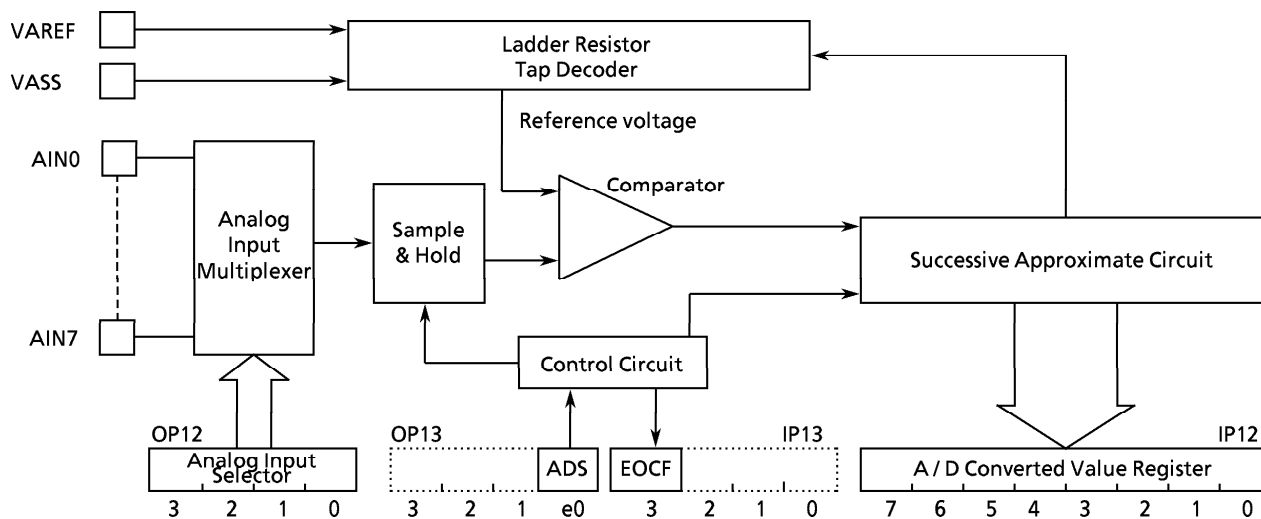 VAREF
VASS
Ladder Resistor
Tap Decoder
Reference voltage
AIN0
AIN7
Analog
Input
Multiplexer
Sample
& Hold
Comparator
Successive Approximate Circuit
Control Circuit
OP12
Analog Input
Selector
3 2 1 0
OP13
ADS
3 2 1 e0
IP13
EOCF
3 2 1 0
IP12
A / D Converted Value Register
7 6 5 4 3 2 1 0